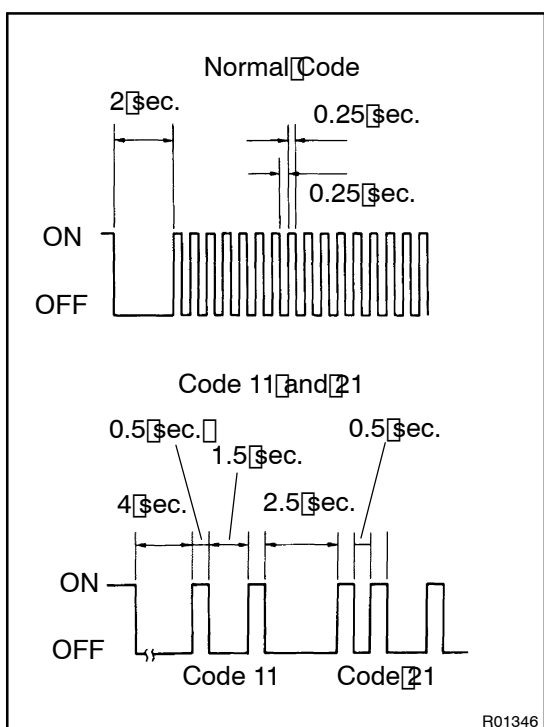 Normal Code
2 sec.
0.25 sec.
0.25 sec.
ON
OFF
Code 11 and 21
0.5 sec.
0.5 sec.
1.5 sec.
4 sec.
2.5 sec.
ON
OFF
Code 11
Code 21
R01346